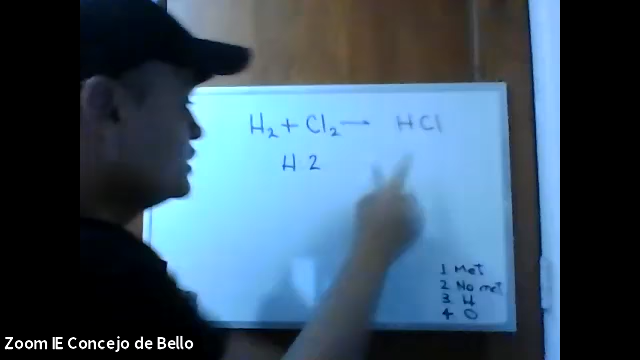 H₂ + Cl₂ → HCl
H 2
1 Met
2 No met
3 H
4 O
Zoom IE Concejo de Bello